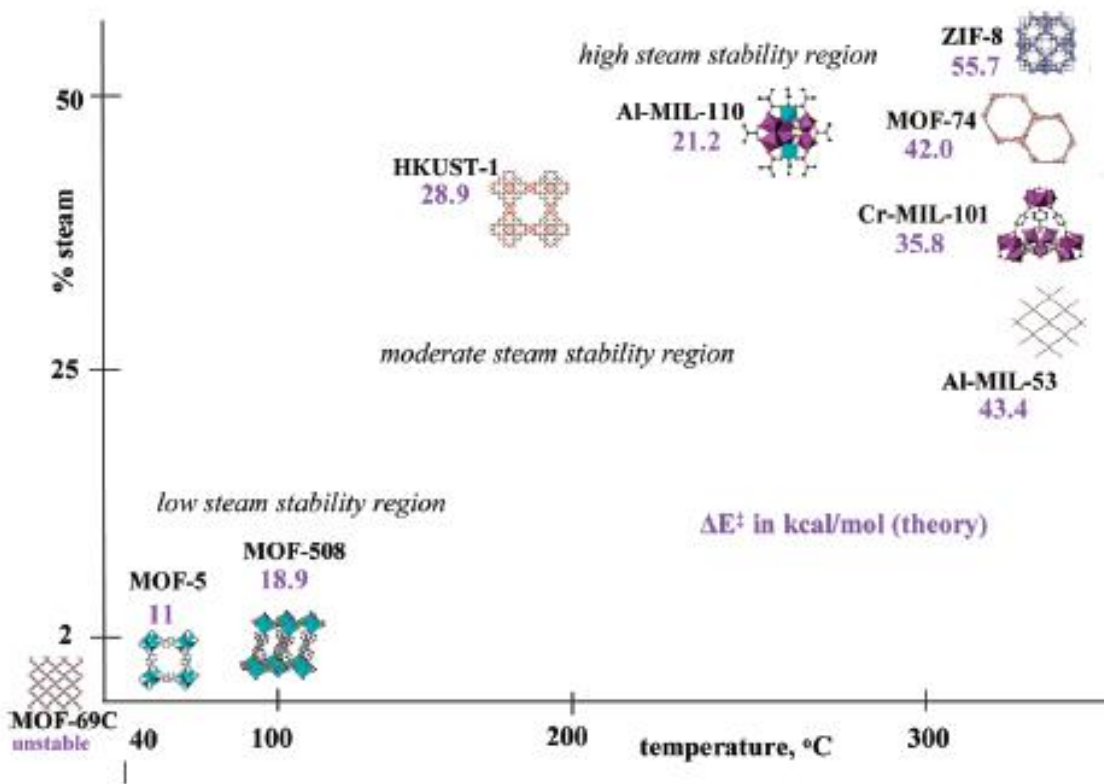 ZIF-8
55.7
high steam stability region
50
Al-MIL-110
21.2
MOF-74
42.0
HKUST-1
28.9
Cr-MIL-101
35.8
% steam
moderate steam stability region
25
Al-MIL-53
43.4
low steam stability region
ΔE‡ in kcal/mol (theory)
MOF-508
18.9
MOF-5
11
2
MOF-69C
unstable
40
100
200
temperature, °C
300